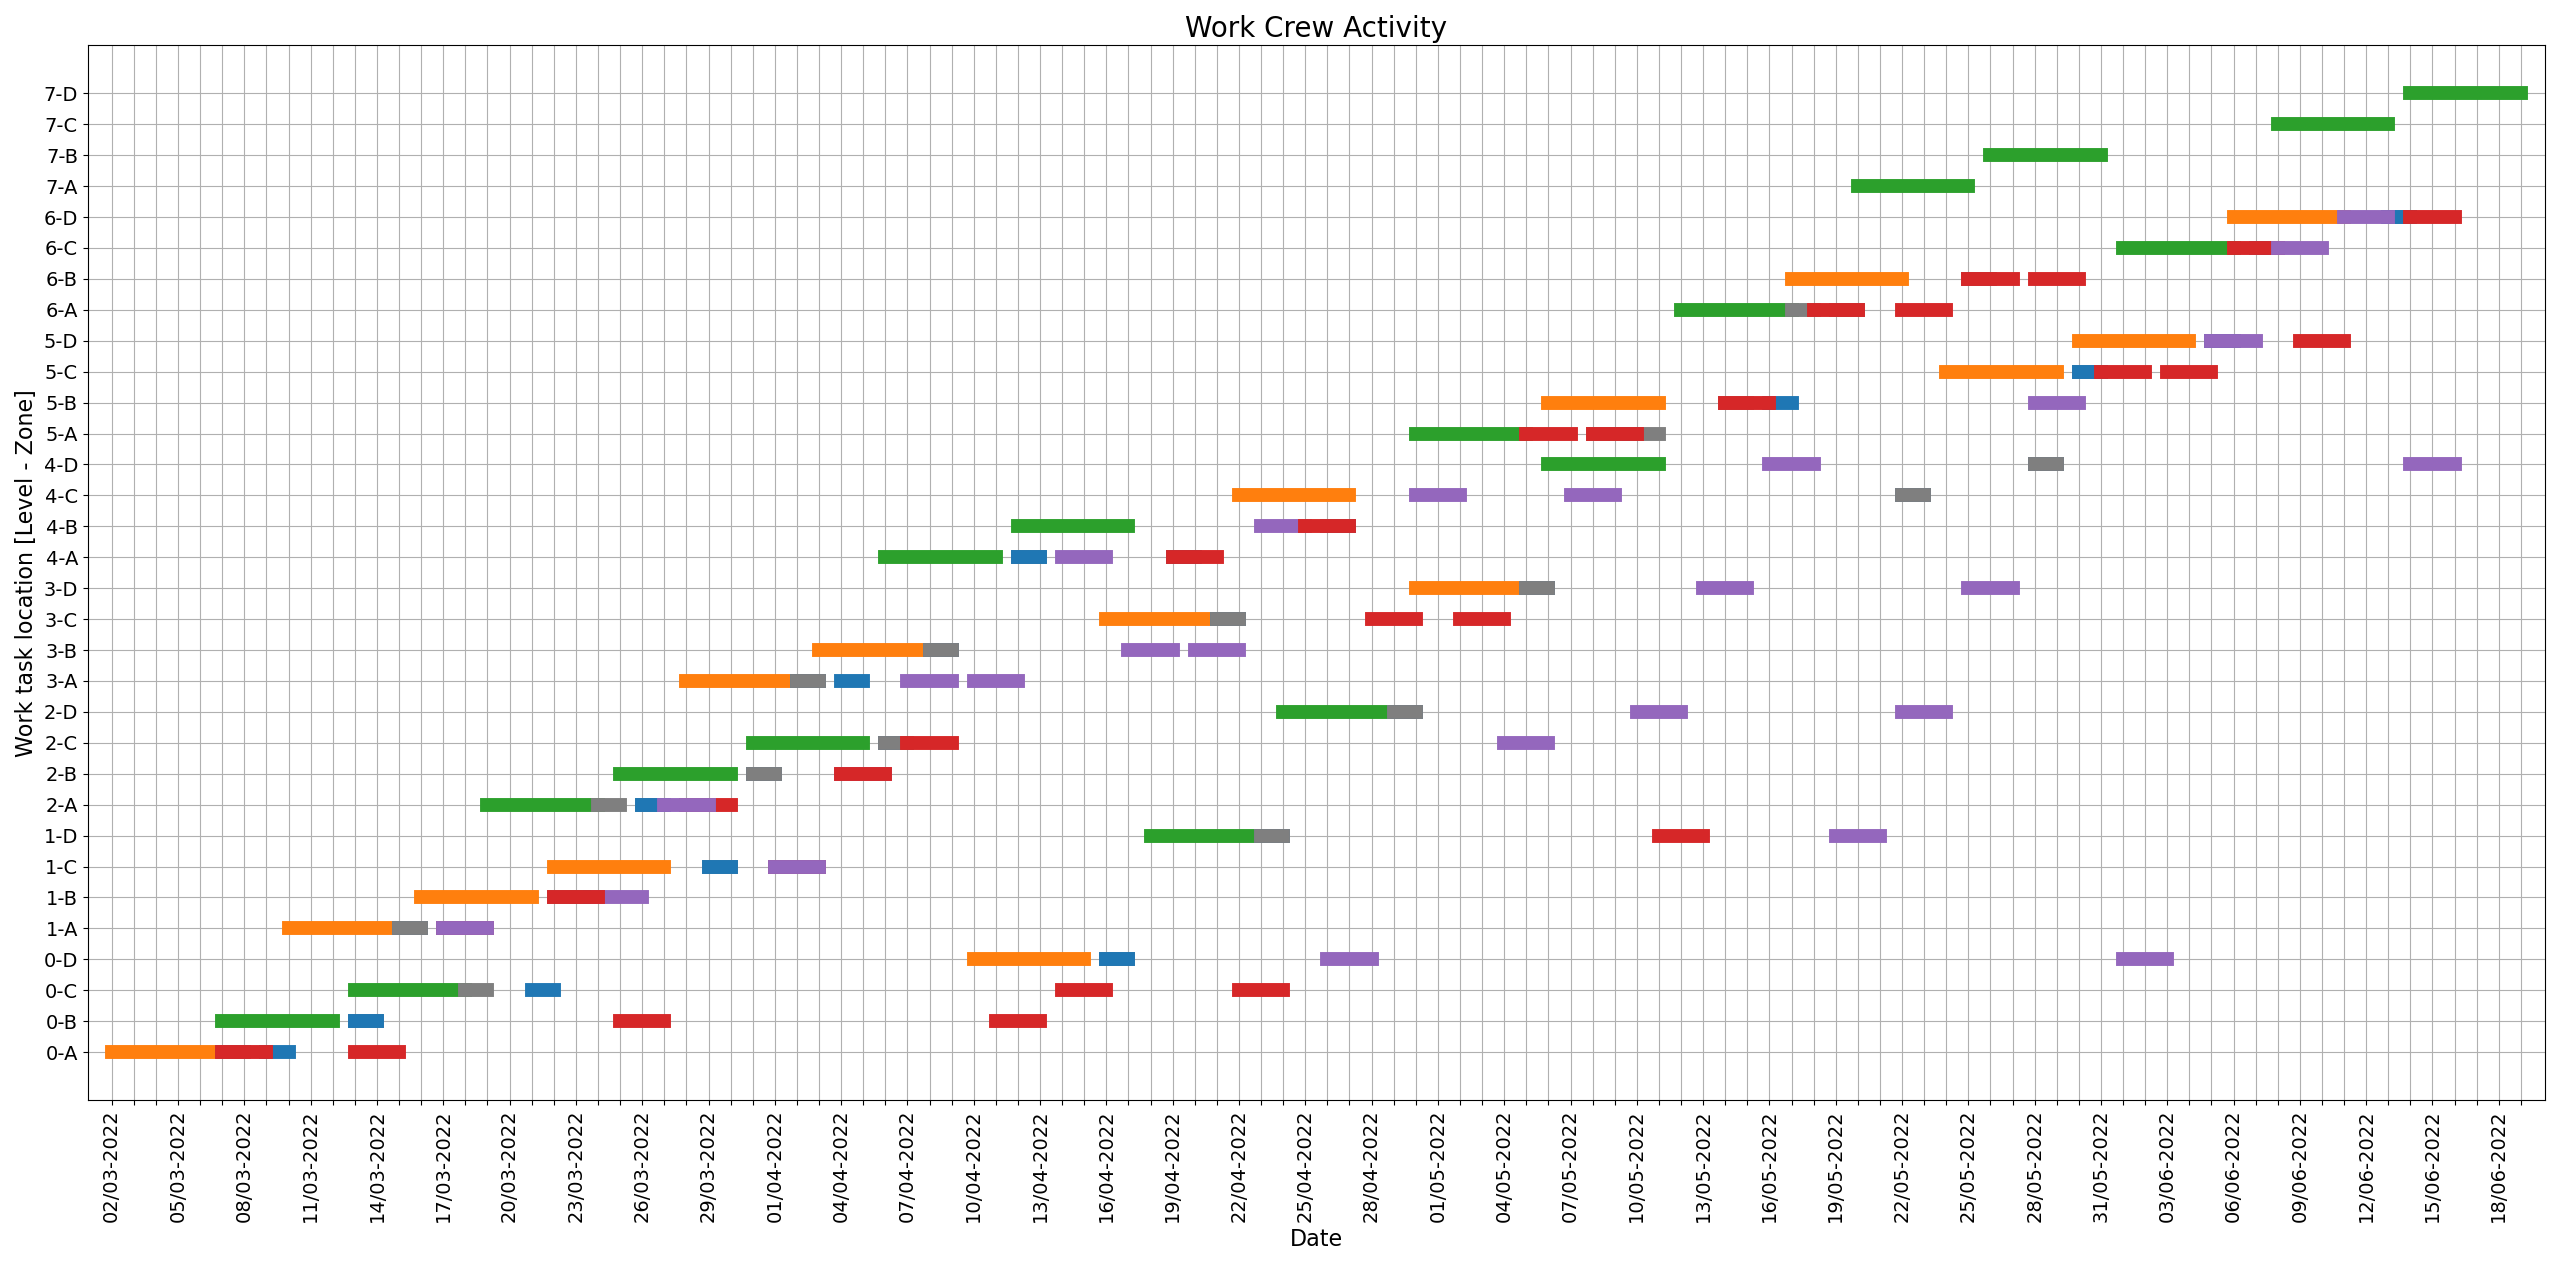 Work Crew Activity
Work task location [Level - Zone]
7-D
7-C
7-B
7-A
6-D
6-C
6-B
6-A
5-D
5-C
5-B
5-A
4-D
4-C
4-B
4-A
3-D
3-C
3-B
3-A
2-D
2-C
2-B
2-A
1-D
1-C
1-B
1-A
0-D
0-C
0-B
0-A
02/03-2022
05/03-2022
08/03-2022
11/03-2022
14/03-2022
17/03-2022
20/03-2022
23/03-2022
26/03-2022
29/03-2022
01/04-2022
04/04-2022
07/04-2022
10/04-2022
13/04-2022
16/04-2022
19/04-2022
22/04-2022
25/04-2022
28/04-2022
01/05-2022
04/05-2022
07/05-2022
10/05-2022
13/05-2022
16/05-2022
19/05-2022
22/05-2022
25/05-2022
28/05-2022
31/05-2022
03/06-2022
06/06-2022
09/06-2022
12/06-2022
15/06-2022
18/06-2022
Date